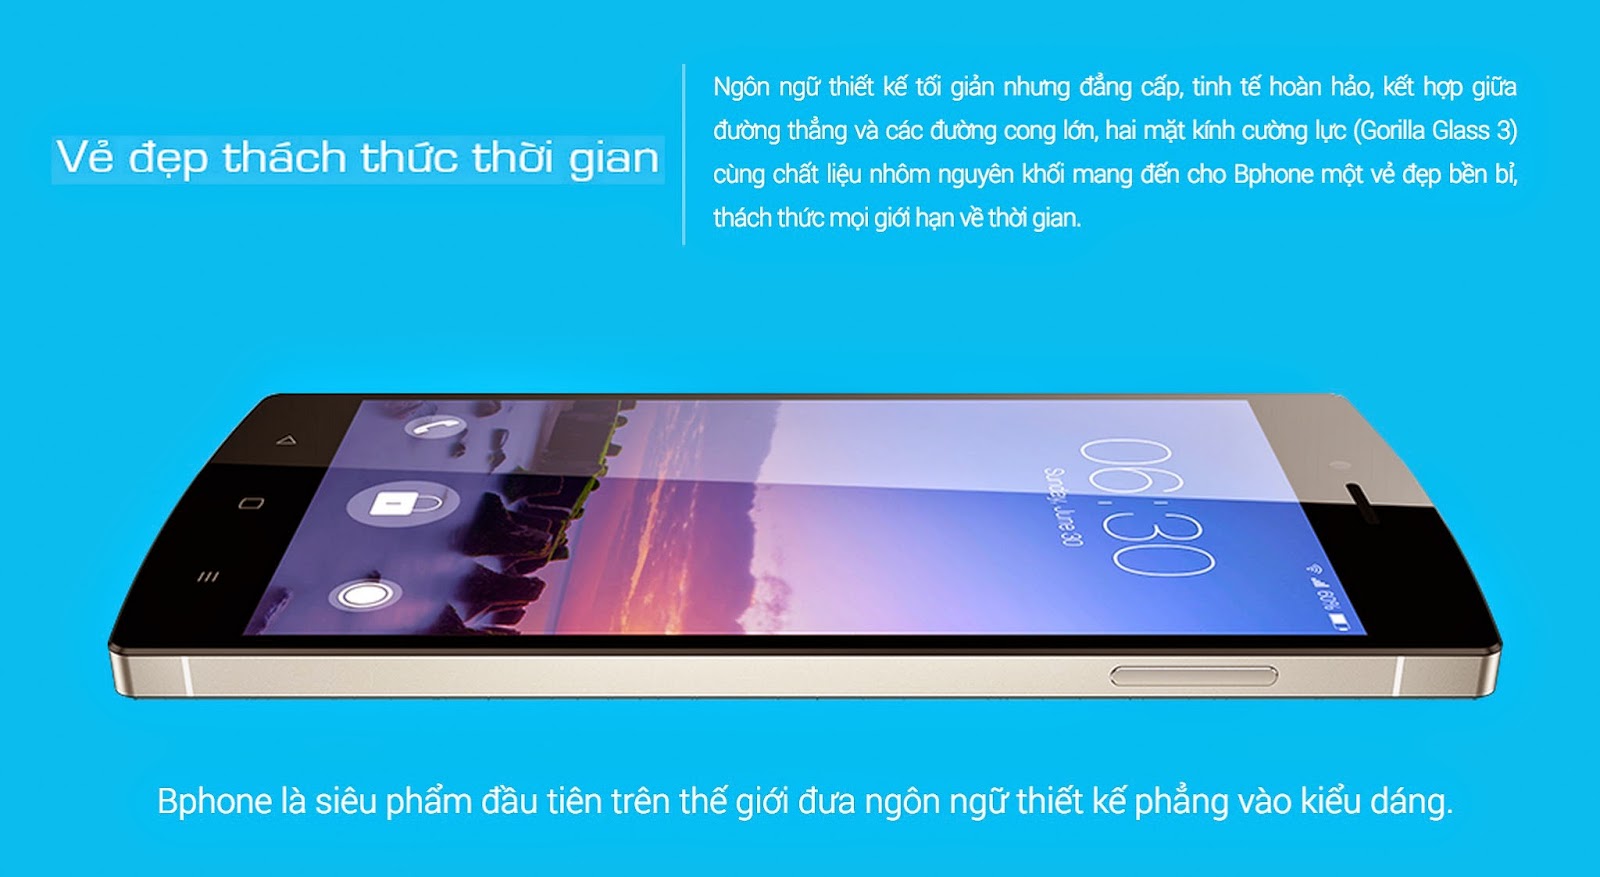 Vẻ đẹp thách thức thời gian
Ngôn ngữ thiết kế tối giản nhưng đẳng cấp, tinh tế hoàn hảo, kết hợp giữa
đường thẳng và các đường cong lớn, hai mặt kính cường lực (Gorilla Glass 3)
cùng chất liệu nhôm nguyên khối mang đến cho Bphone một vẻ đẹp bền bỉ,
thách thức mọi giới hạn về thời gian.
06:30
Sunday, June 30
60%
Bphone là siêu phẩm đầu tiên trên thế giới đưa ngôn ngữ thiết kế phẳng vào kiểu dáng.